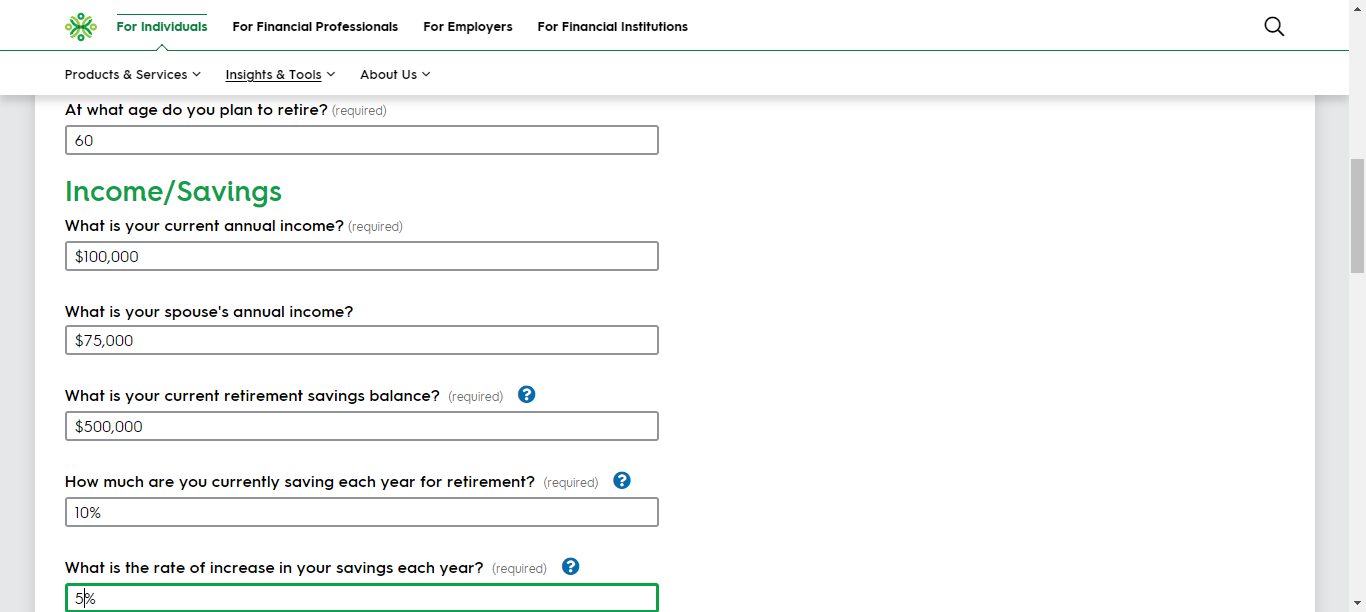 For Individuals For Financial Professionals For Employers For Financial Institutions
Products & Services Insights & Tools About Us
At what age do you plan to retire? (required)
60
Income/Savings
What is your current annual income? (required)
$100,000
What is your spouse's annual income?
$75,000
What is your current retirement savings balance? (required) ?
$500,000
How much are you currently saving each year for retirement? (required) ?
10%
What is the rate of increase in your savings each year? (required) ?
5%